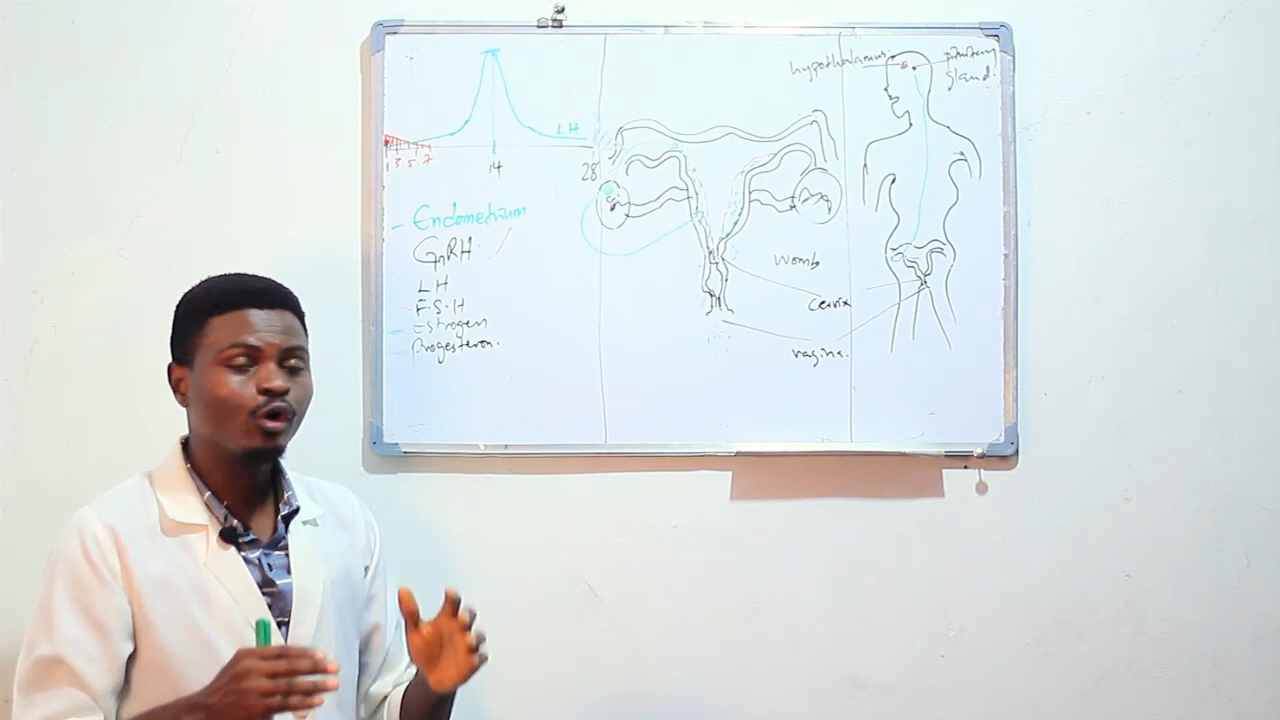 LH
1 3 5 7
14
28
- Endometrium
GnRH
LH
F.S.H
Estrogen
Progesteron.
womb
cervix
vagina.
hypothalamus
pituitary
gland.